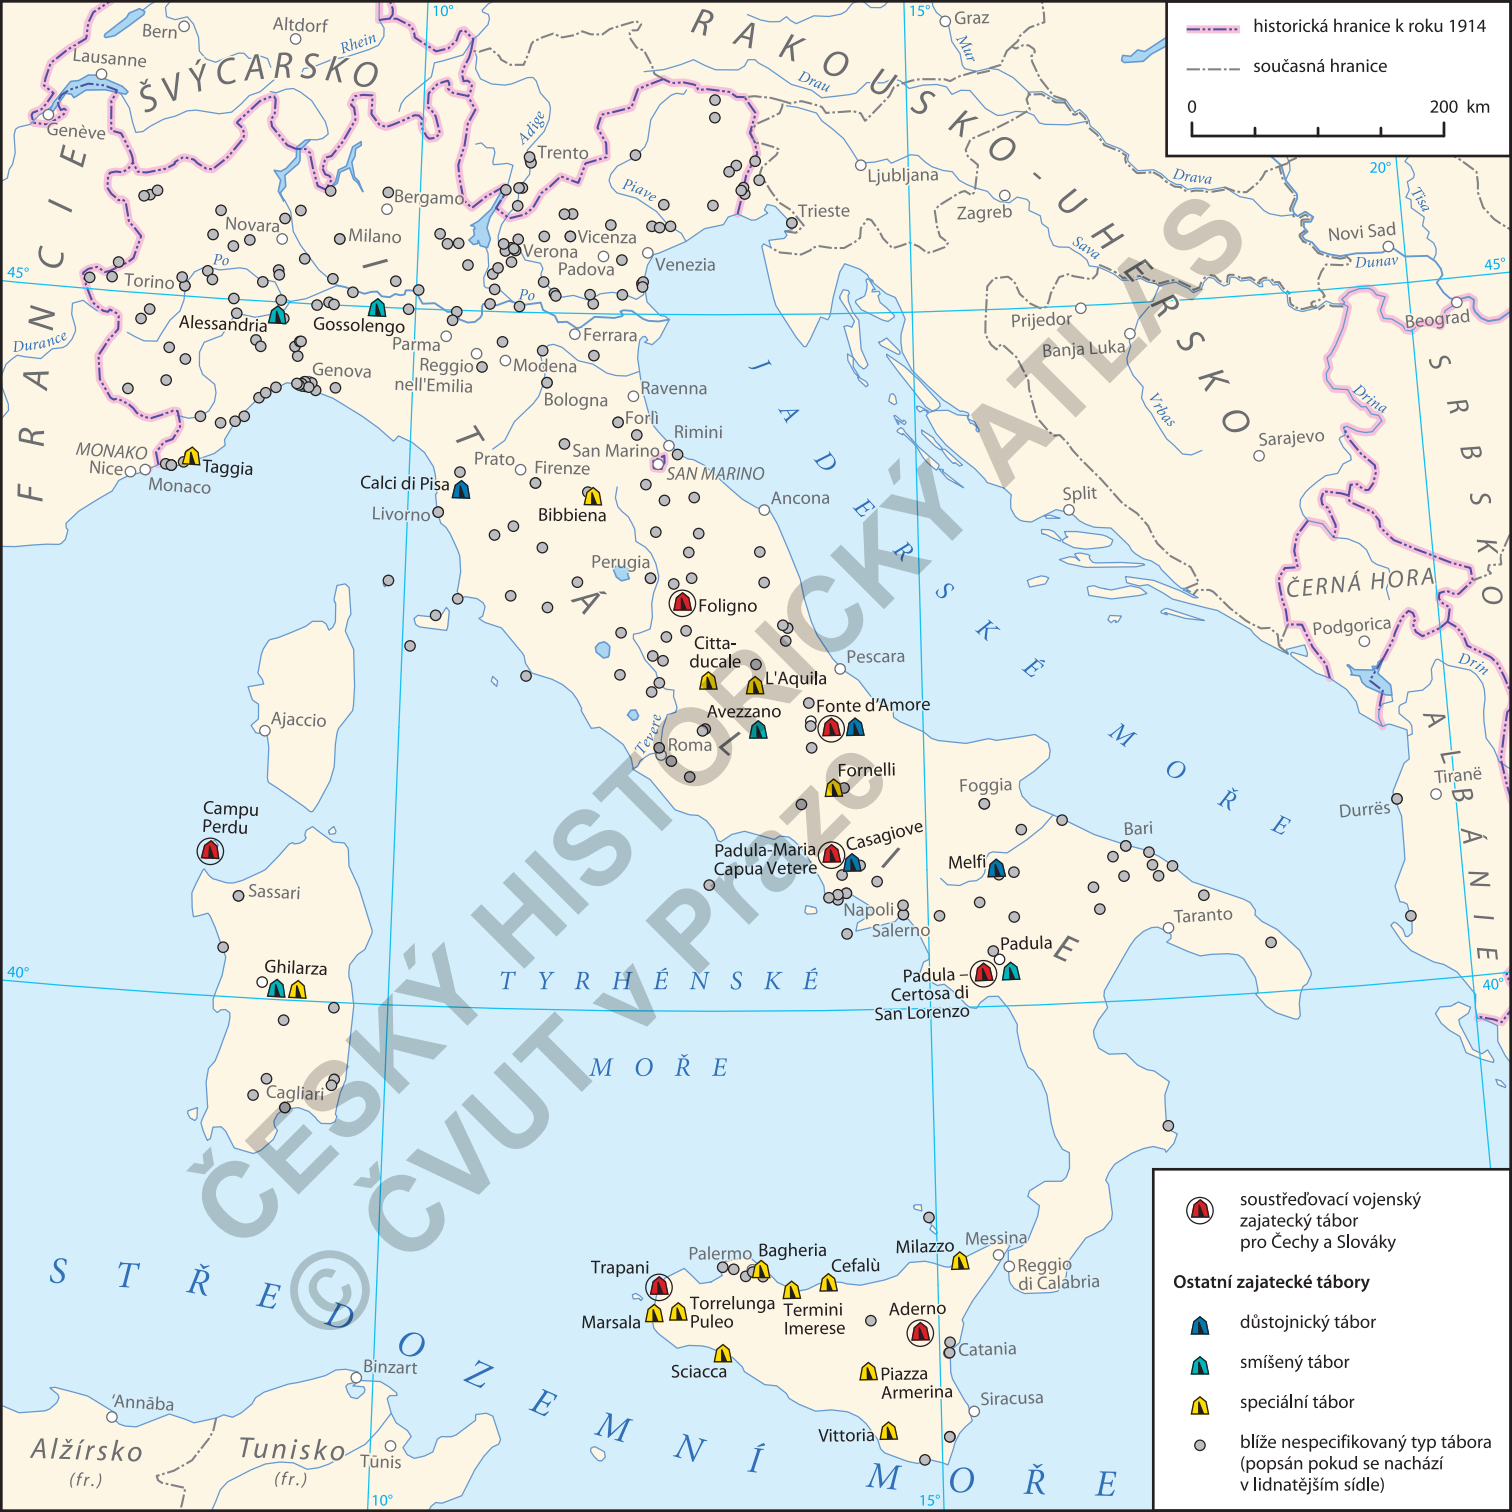 historická hranice k roku 1914
současná hranice
0 200 km
10°
15°
20°
45°
45°
40°
40°
10°
15°
Bern
Altdorf
Rhein
Lausanne
ŠVÝCARSKO
Genève
Graz
Mur
RAKOUSKO-UHERSKO
Drau
Adige
Trento
Ljubljana
Zagreb
Drava
Tisa
Piave
Bergamo
Trieste
Sava
Novi Sad
Dunav
FRANCIE
Novara
Milano
Vicenza
Verona
Padova
Venezia
Po
Torino
Po
Alessandria
Gossolengo
Parma
Ferrara
Prijedor
Beograd
Banja Luka
Durance
Reggio
nell'Emilia
Modena
Genova
Bologna
Ravenna
Vrbas
Drina
SRBSKO
Forlì
Rimini
Sarajevo
MONAKO
Nice
Monaco
Taggia
Prato
Firenze
San Marino
SAN MARINO
Calci di Pisa
Livorno
Bibbiena
Ancona
Split
JADERSKÉ MOŘE
ITÁLIE
Perugia
Foligno
ČERNÁ HORA
Podgorica
Citta-
ducale
L'Aquila
Pescara
Drin
Avezzano
Fonte d'Amore
Ajaccio
Tevere
Roma
ALBÁNIE
Tiranë
Durrës
Fornelli
Foggia
Campu
Perdu
Bari
Casagiove
Padula-Maria
Capua Vetere
Melfi
Sassari
Napoli
Salerno
Taranto
Padula
Ghilarza
Padula –
Certosa di
San Lorenzo
TYRHÉNSKÉ
MOŘE
Cagliari
STŘEDOZEMNÍ MOŘE
Palermo
Bagheria
Milazzo
Messina
Trapani
Cefalù
Reggio
di Calabria
Marsala
Torrelunga
Puleo
Termini
Imerese
Aderno
Catania
Sciacca
Piazza
Armerina
Siracusa
Vittoria
Binzart
'Annāba
Alžírsko
(fr.)
Tunisko
(fr.)
Tūnis
ČESKÝ HISTORICKÝ ATLAS
© ČVUT v Praze
soustřeďovací vojenský
zajatecký tábor
pro Čechy a Slováky
Ostatní zajatecké tábory
důstojnický tábor
smíšený tábor
speciální tábor
blíže nespecifikovaný typ tábora
(popsán pokud se nachází
v lidnatějším sídle)